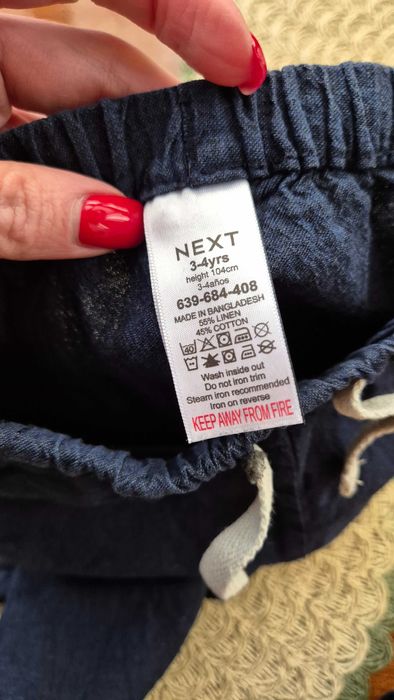 NEXT
3-4yrs
height 104cm
3-4años
639-684-408
MADE IN BANGLADESH
55% LINEN
45% COTTON
40
Wash inside out
Do not iron trim
Steam iron recommended
Iron on reverse
KEEP AWAY FROM FIRE